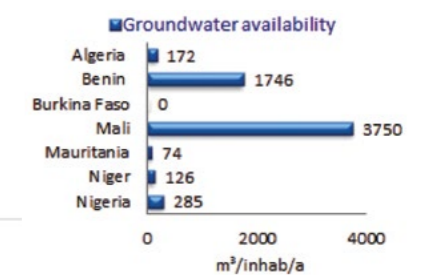 Groundwater availability
Algeria 172
Benin 1746
Burkina Faso 0
Mali 3750
Mauritania 74
Niger 126
Nigeria 285
0 2000 4000
m³/inhab/a